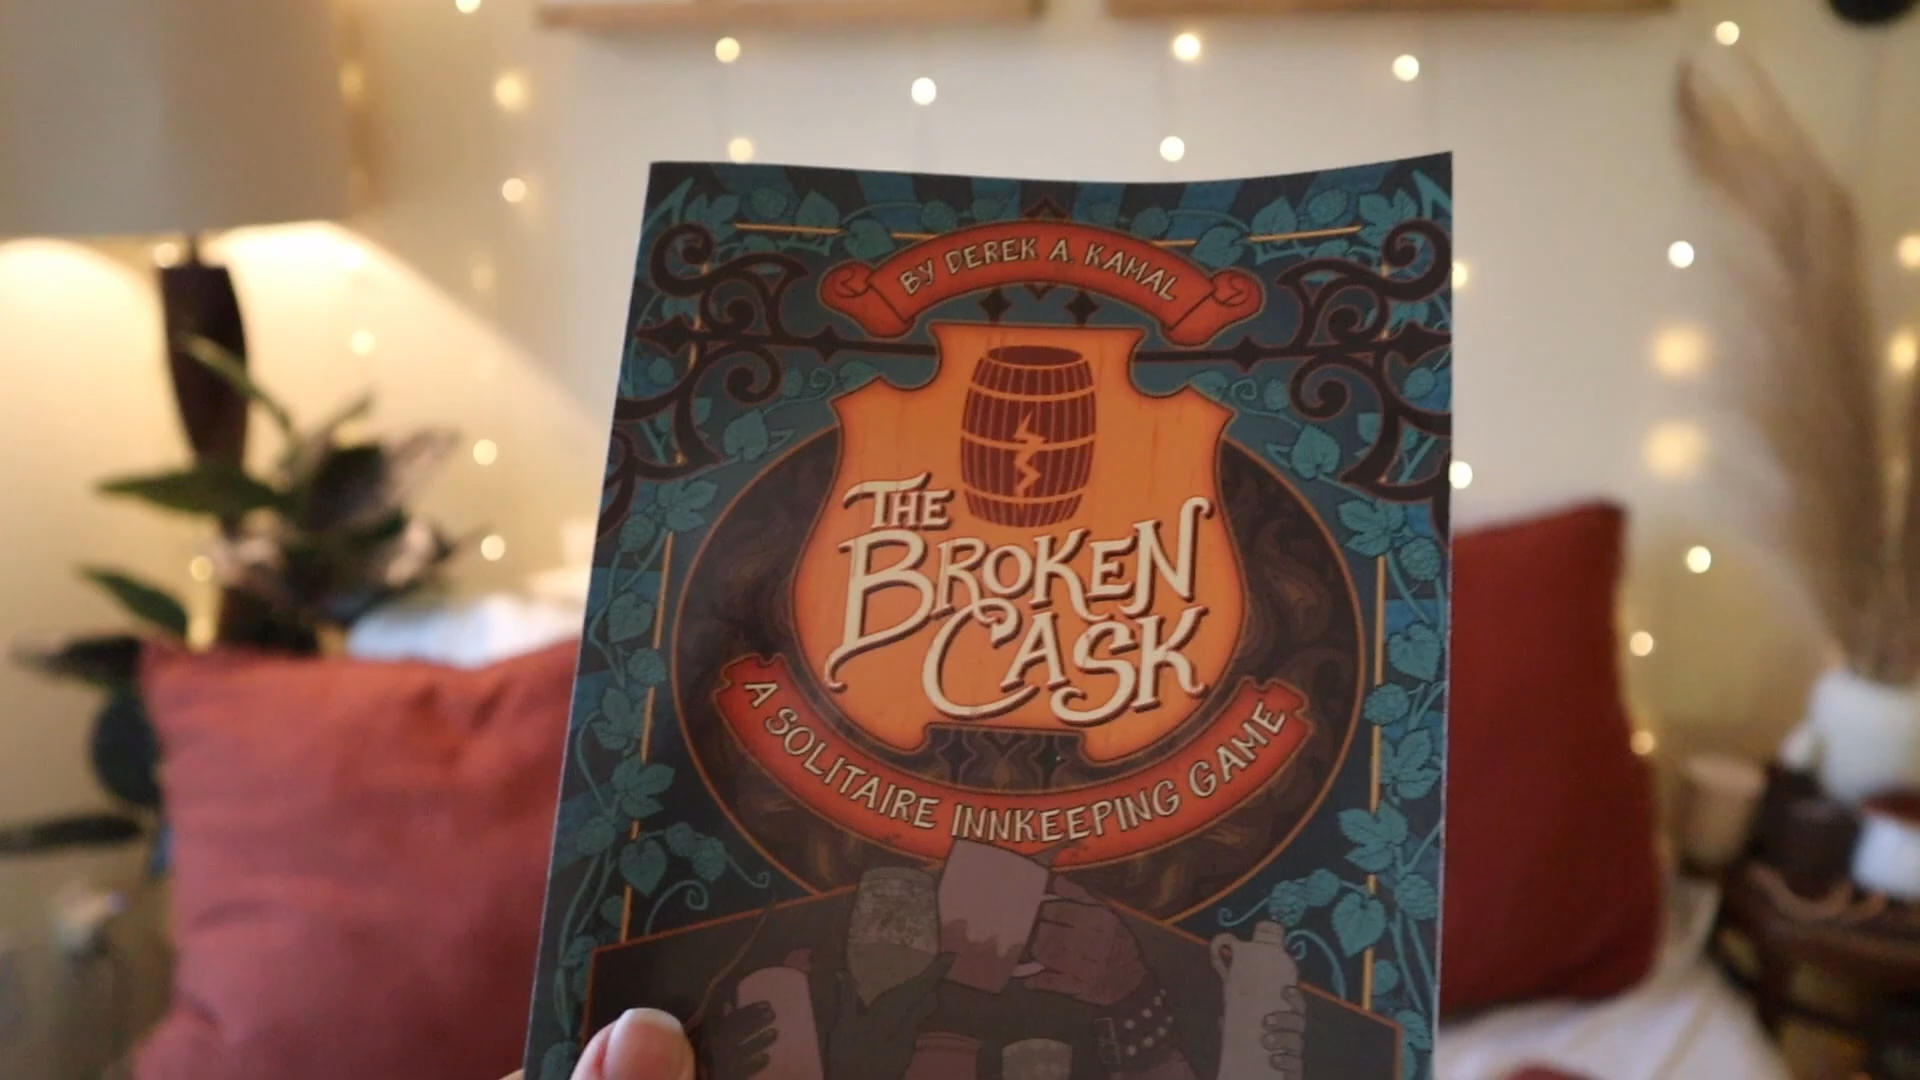 BY DEREK A. KAMAL
THE
BROKEN
CASK
A SOLITAIRE INNKEEPING GAME